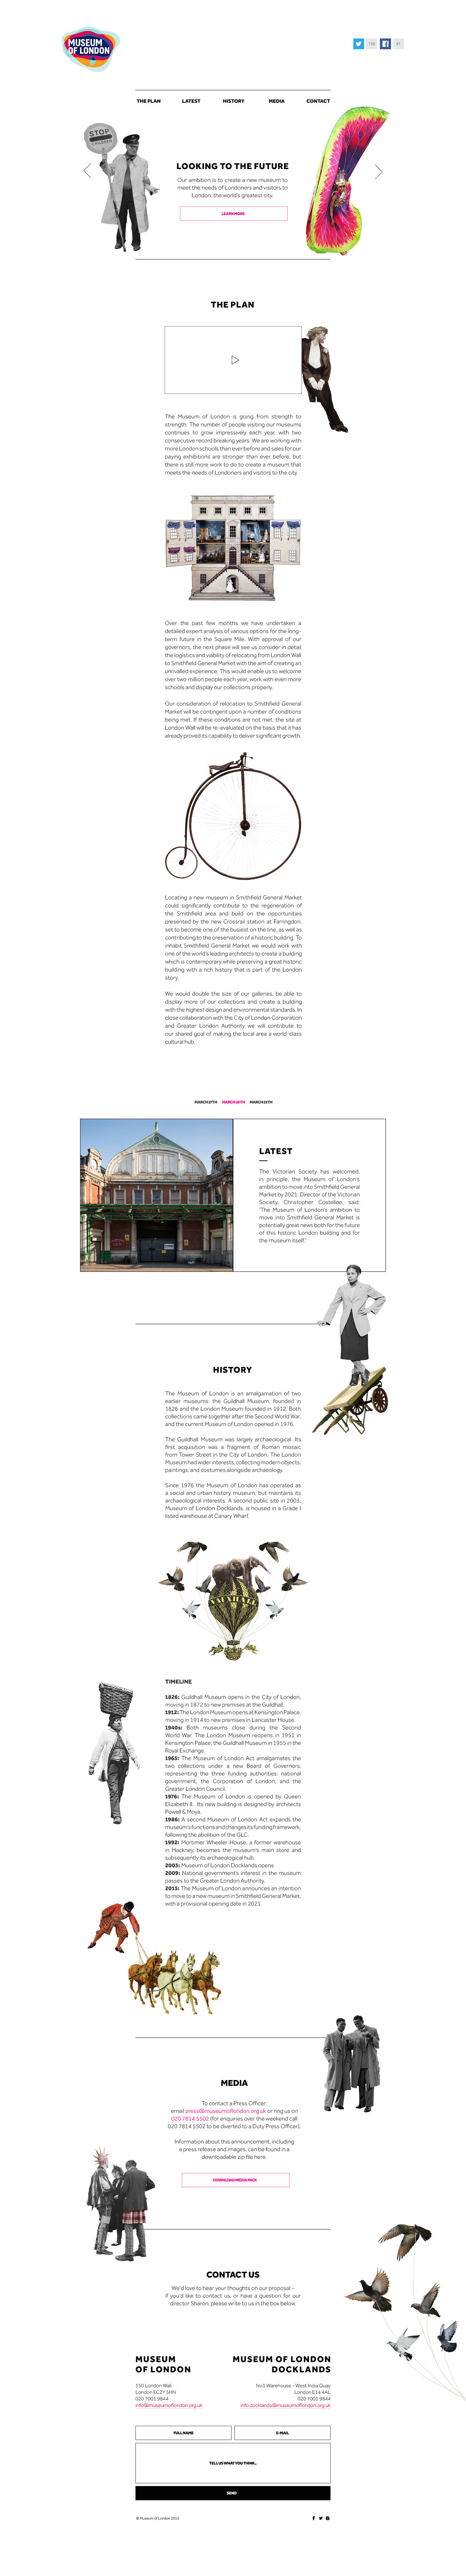 MUSEUM
OF LONDON
THE PLAN
LATEST
HISTORY
MEDIA
CONTACT
STOP
CHILDREN
LOOKING TO THE FUTURE
Our ambition is to create a new museum to
meet the needs of Londoners and visitors to
London, the world's greatest city.
LEARN MORE
THE PLAN
The Museum of London is going from strength to
strength. The number of people visiting our museums
continues to grow impressively each year, with two
consecutive record breaking years. We are working with
more London schools than ever before and sales for our
paying exhibitions are stronger than ever before, but
there is still more work to do to create a museum that
meets the needs of Londoners and visitors to the city.
Over the past few months we have undertaken a
detailed expert analysis of various options for the long-
term future in the Square Mile. With approval of our
governors, the next phase will see us consider in detail
the logistics and viability of relocating from London Wall
to Smithfield General Market with the aim of creating an
unrivalled experience. This would enable us to welcome
over two million people each year, work with even more
schools and display our collections properly.
Our consideration of relocation to Smithfield General
Market will be contingent upon a number of conditions
being met. If these conditions are not met, the site at
London Wall will be re-evaluated on the basis that it has
already proved its capability to deliver significant growth.
Locating a new museum in Smithfield General Market
could significantly contribute to the regeneration of
the Smithfield area and build on the opportunities
presented by the new Crossrail station at Farringdon,
set to become one of the busiest on the line, as well as
contributing to the preservation of a historic building. To
inhabit Smithfield General Market we would work with
one of the world's leading architects to create a building
which is contemporary while preserving a great historic
building with a rich history that is part of the London
story.
We would double the size of our galleries, be able to
display more of our collections and create a building
with the highest design and environmental standards. In
close collaboration with the City of London Corporation
and Greater London Authority we will contribute to
our shared goal of making the local area a world-class
cultural hub.
MARCH 27TH MARCH 26TH MARCH 25TH
LATEST
The Victorian Society has welcomed,
in principle, the Museum of London's
ambition to move into Smithfield General
Market by 2021. Director of the Victorian
Society, Christopher Costelloe, said:
'The Museum of London's ambition to
move into Smithfield General Market is
potentially great news both for the future
of this historic London building and for
the museum itself.'
HISTORY
The Museum of London is an amalgamation of two
earlier museums: the Guildhall Museum, founded in
1826 and the London Museum founded in 1912. Both
collections came together after the Second World War,
and the current Museum of London opened in 1976.
The Guildhall Museum was largely archaeological. Its
first acquisition was a fragment of Roman mosaic
from Tower Street in the City of London. The London
Museum had wider interests, collecting modern objects,
paintings, and costumes alongside archaeology.
Since 1976 the Museum of London has operated as
a social and urban history museum, but maintains its
archaeological interests. A second public site in 2003,
Museum of London Docklands, is housed in a Grade I
listed warehouse at Canary Wharf.
VAUXHALL
TIMELINE
1826: Guildhall Museum opens in the City of London,
moving in 1872 to new premises at the Guildhall.
1912: The London Museum opens at Kensington Palace,
moving in 1914 to new premises in Lancaster House.
1940s: Both museums close during the Second
World War. The London Museum reopens in 1951 in
Kensington Palace; the Guildhall Museum in 1955 in the
Royal Exchange.
1965: The Museum of London Act amalgamates the
two collections under a new Board of Governors,
representing the three funding authorities: national
government, the Corporation of London, and the
Greater London Council.
1976: The Museum of London is opened by Queen
Elizabeth II. Its new building is designed by architects
Powell & Moya.
1986: A second Museum of London Act expands the
museum's functions and changes its funding framework,
following the abolition of the GLC.
1992: Mortimer Wheeler House, a former warehouse
in Hackney, becomes the museum's main store and
subsequently its archaeological hub.
2003: Museum of London Docklands opens
2009: National government's interest in the museum
passes to the Greater London Authority.
2015: The Museum of London announces an intention
to move to a new museum in Smithfield General Market,
with a provisional opening date in 2021.
MEDIA
To contact a Press Officer:
email press@museumoflondon.org.uk or ring us on
020 7814 5502 (for enquiries over the weekend call
020 7814 5502 to be diverted to a Duty Press Officer).
Information about this announcement, including
a press release and images, can be found in a
downloadable zip file here.
DOWNLOAD MEDIA PACK
CONTACT US
We'd love to hear your thoughts on our proposal –
if you'd like to contact us, or have a question for our
director Sharon, please write to us in the box below.
MUSEUM
OF LONDON
150 London Wall
London EC2Y 5HN
020 7001 9844
info@museumoflondon.org.uk
MUSEUM OF LONDON
DOCKLANDS
No1 Warehouse - West India Quay
London E14 4AL
020 7001 9844
info.docklands@museumoflondon.org.uk
FULL NAME
E-MAIL
TELL US WHAT YOU THINK...
SEND
© Museum of London 2015